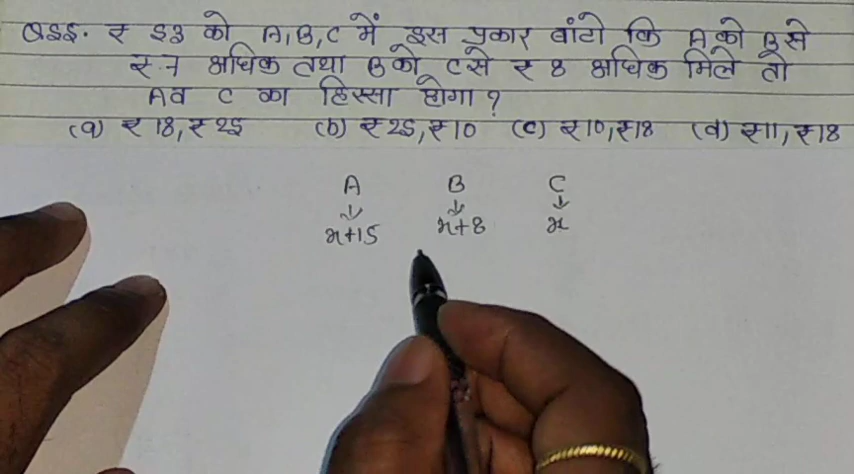 Q55. ₹ 53 को A,B,C में इस प्रकार बांटो कि A को B से
₹ 7 अधिक तथा B को C से ₹ 8 अधिक मिले तो
A व C का हिस्सा होगा ?
(a) ₹18,₹25 (b) ₹25,₹10 (c) ₹10,₹18 (d) ₹11,₹18
A B C
↓ ↓ ↓
x+15 x+8 x